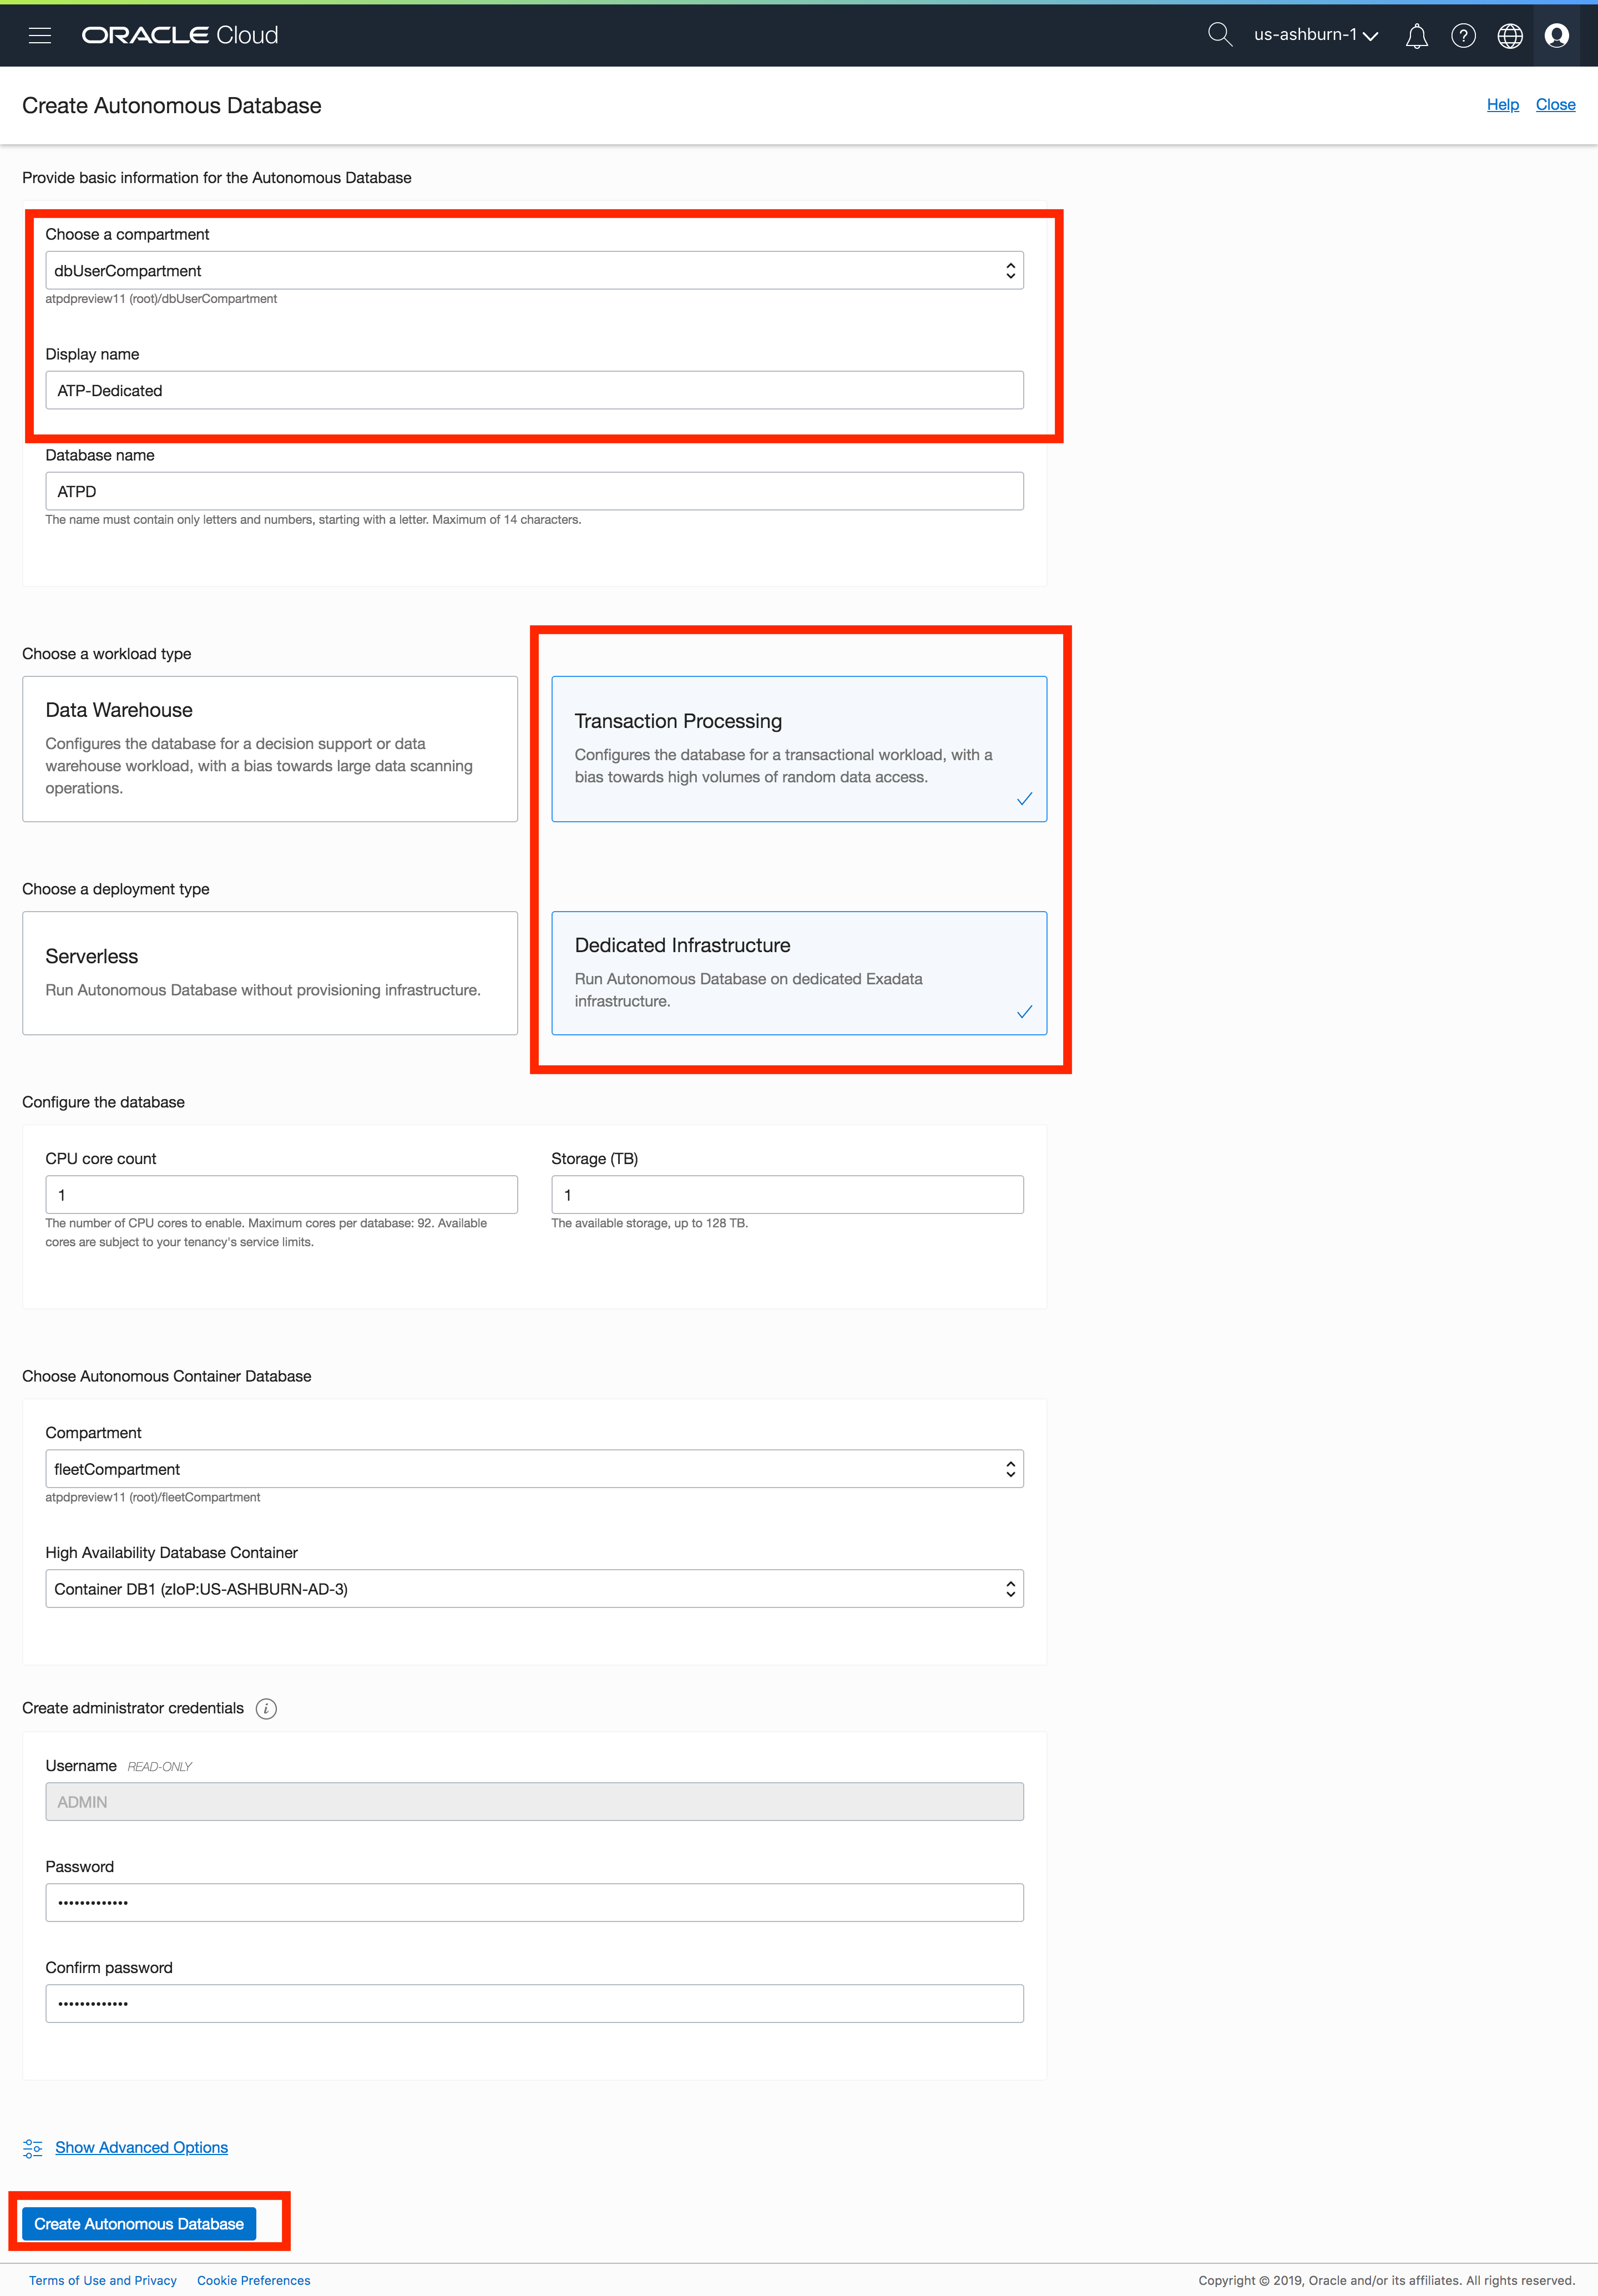 ORACLE Cloud
us-ashburn-1
Create Autonomous Database
Help Close
Provide basic information for the Autonomous Database
Choose a compartment
dbUserCompartment
atpdpreview11 (root)/dbUserCompartment
Display name
ATP-Dedicated
Database name
ATPD
The name must contain only letters and numbers, starting with a letter. Maximum of 14 characters.
Choose a workload type
Data Warehouse
Configures the database for a decision support or data
warehouse workload, with a bias towards large data scanning
operations.
Transaction Processing
Configures the database for a transactional workload, with a
bias towards high volumes of random data access.
Choose a deployment type
Serverless
Run Autonomous Database without provisioning infrastructure.
Dedicated Infrastructure
Run Autonomous Database on dedicated Exadata
infrastructure.
Configure the database
CPU core count
1
The number of CPU cores to enable. Maximum cores per database: 92. Available
cores are subject to your tenancy's service limits.
Storage (TB)
1
The available storage, up to 128 TB.
Choose Autonomous Container Database
Compartment
fleetCompartment
atpdpreview11 (root)/fleetCompartment
High Availability Database Container
Container DB1 (zIoP:US-ASHBURN-AD-3)
Create administrator credentials i
Username READ-ONLY
ADMIN
Password
•••••••••••••
Confirm password
•••••••••••••
Show Advanced Options
Create Autonomous Database
Terms of Use and Privacy Cookie Preferences
Copyright © 2019, Oracle and/or its affiliates. All rights reserved.